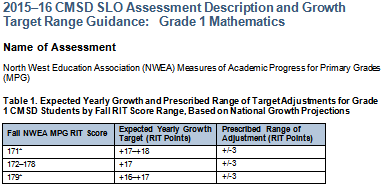 2015–16 CMSD SLO Assessment Description and Growth
Target Range Guidance: Grade 1 Mathematics
Name of Assessment
North West Education Association (NWEA) Measures of Academic Progress for Primary Grades
(MPG)
Table 1. Expected Yearly Growth and Prescribed Range of Target Adjustments for Grade
1 CMSD Students by Fall RIT Score Range, Based on National Growth Projections
Fall NWEA MPG RIT Score Expected Yearly Growth Target (RIT Points) Prescribed Range of Adjustment (RIT Points)
171- +17–+18 +/-3
172–178 +17 +/-3
179+ +16–+17 +/-3